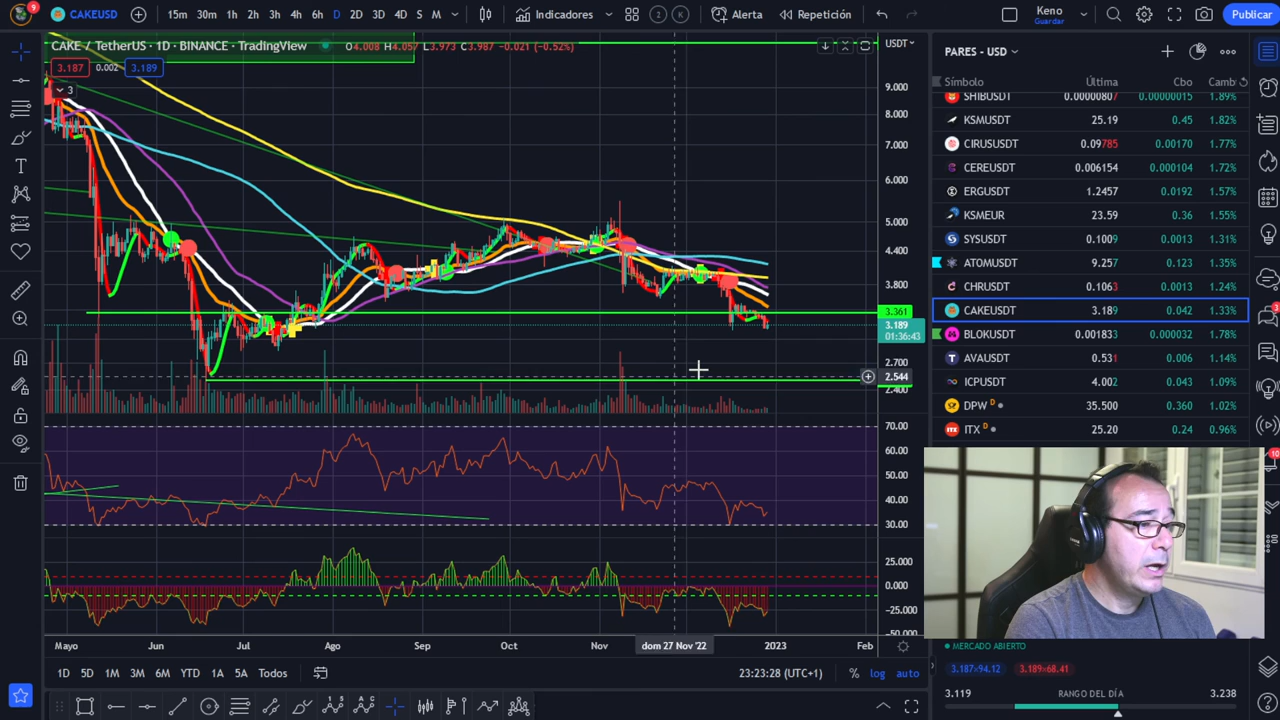 9
CAKEUSD
15m 30m 1h 2h 3h 4h 6h D 2D 3D 4D S M
Indicadores
2 K
Alerta
Repetición
Keno
Guardar
Publicar
CAKE / TetherUS · 1D · BINANCE · TradingView
O4.008 H4.057 L3.973 C3.987 -0.021 (-0.52%)
3.187 0.002 3.189
3
USDT
9.000
8.000
7.000
6.000
5.000
4.400
3.800
3.361
3.189
01:36:43
2.700
2.544
2.400
70.00
60.00
50.00
40.00
30.00
25.000
0.000
-25.000
-50.000
Mayo Jun Jul Ago Sep Oct Nov dom 27 Nov '22 2023 Feb
1D 5D 1M 3M 6M YTD 1A 5A Todos
23:23:28 (UTC+1) % log auto
PARES - USD
Símbolo Última Cbo Camb
SHIBUSDT 0.00000807 0.00000015 1.89%
KSMUSDT 25.19 0.45 1.82%
CIRUSUSDT 0.09785 0.00170 1.77%
CEREUSDT 0.006154 0.000104 1.72%
ERGUSDT 1.2457 0.0192 1.57%
KSMEUR 23.59 0.36 1.55%
SYSUSDT 0.1009 0.0013 1.31%
ATOMUSDT 9.257 0.123 1.35%
CHRUSDT 0.1063 0.0013 1.24%
CAKEUSDT 3.189 0.042 1.33%
BLOKUSDT 0.001833 0.000032 1.78%
AVAUSDT 0.531 0.006 1.14%
ICPUSDT 4.002 0.043 1.09%
DPW D 35.500 0.360 1.02%
ITX D 25.20 0.24 0.96%
MERCADO ABIERTO
3.187×94.12 3.189×68.41
3.119 RANGO DEL DÍA 3.238
3
10